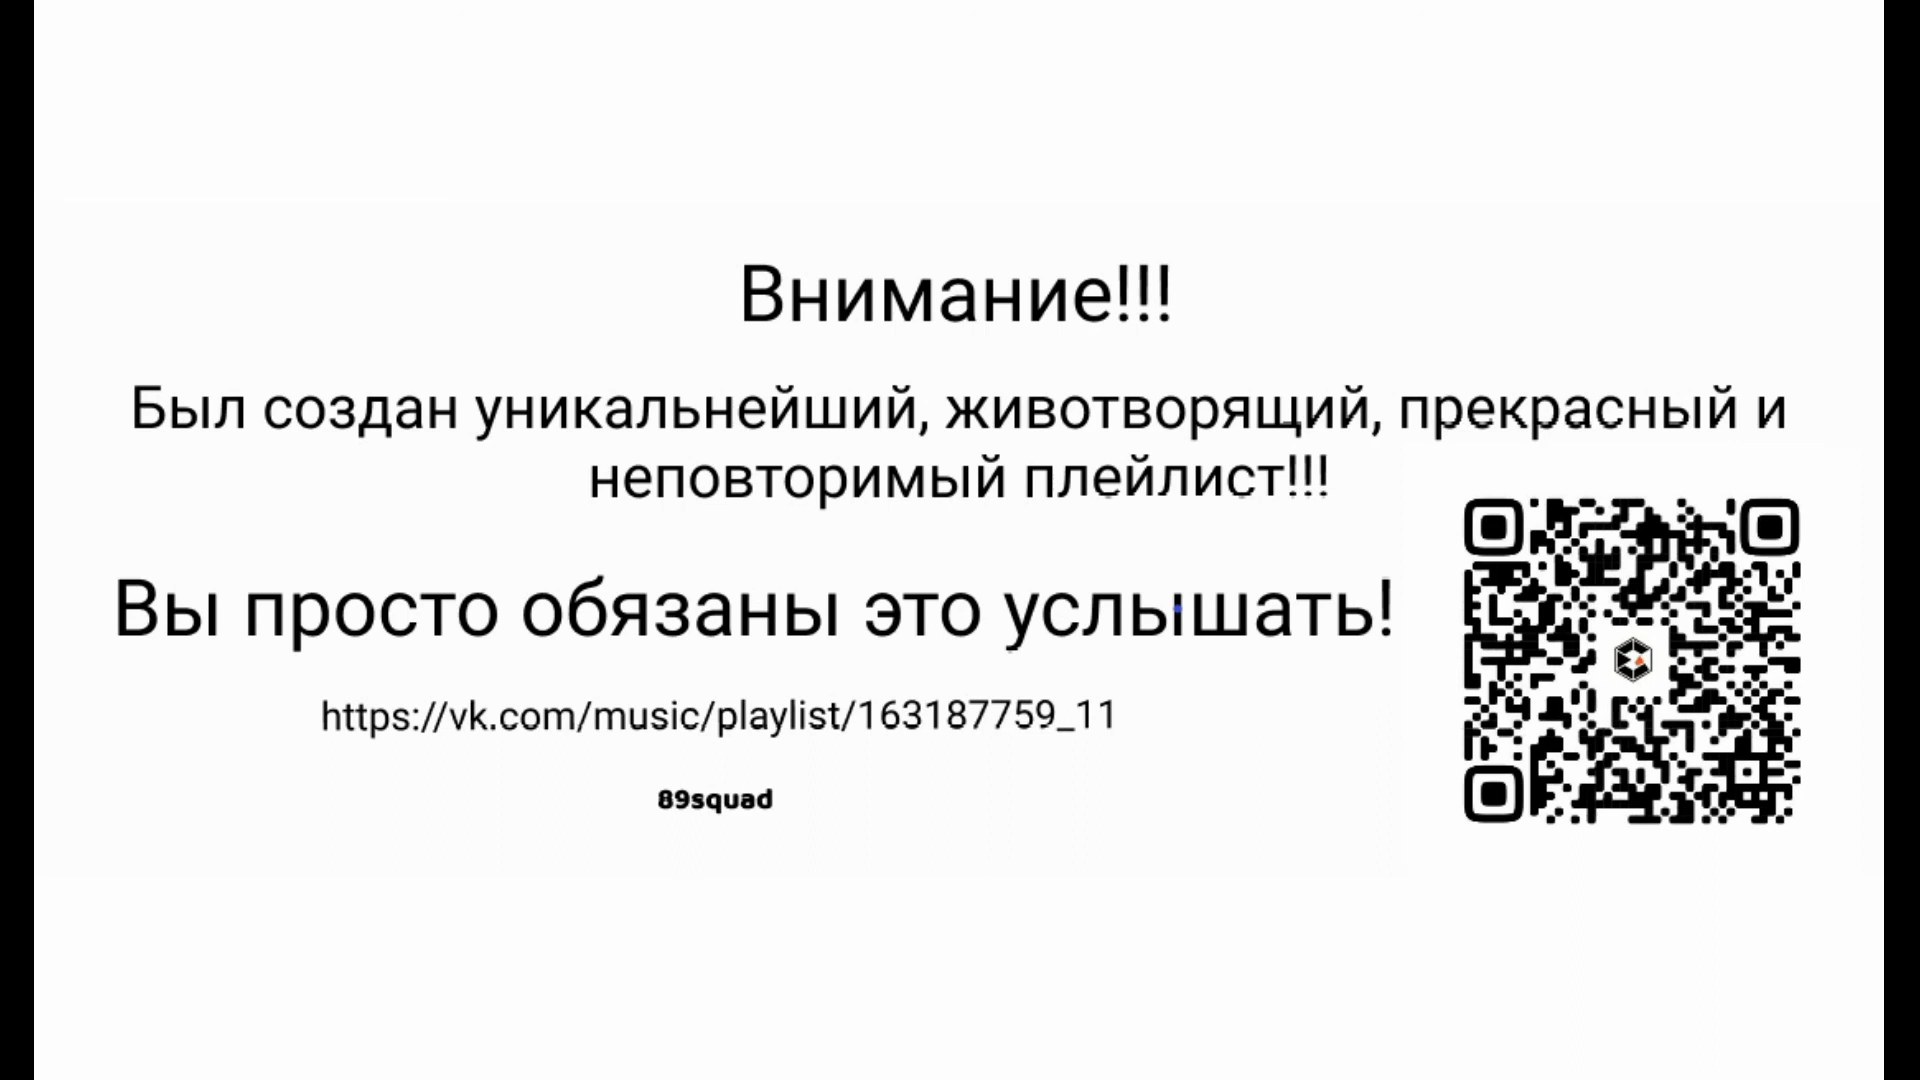 Внимание!!!
Был создан уникальнейший, животворящий, прекрасный и
неповторимый плейлист!!!
Вы просто обязаны это услышать!
https://vk.com/music/playlist/163187759_11
89squad